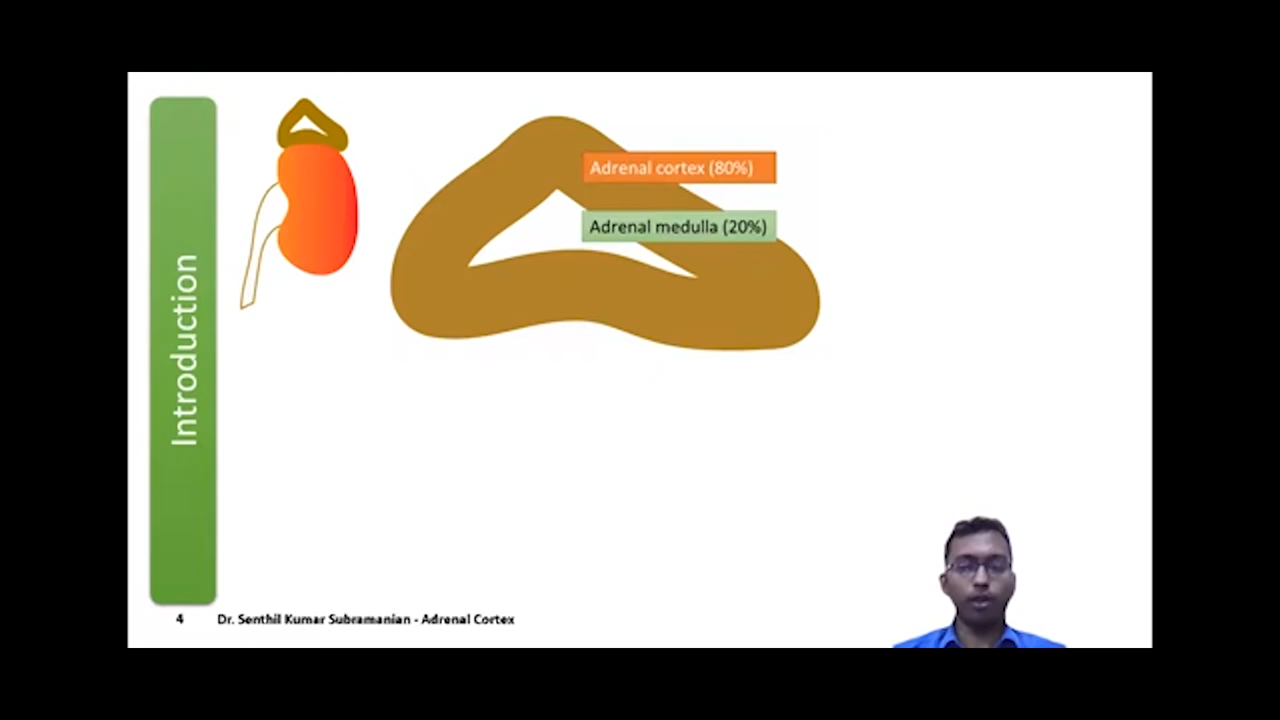 Introduction
Adrenal cortex (80%)
Adrenal medulla (20%)
4 Dr. Senthil Kumar Subramanian - Adrenal Cortex